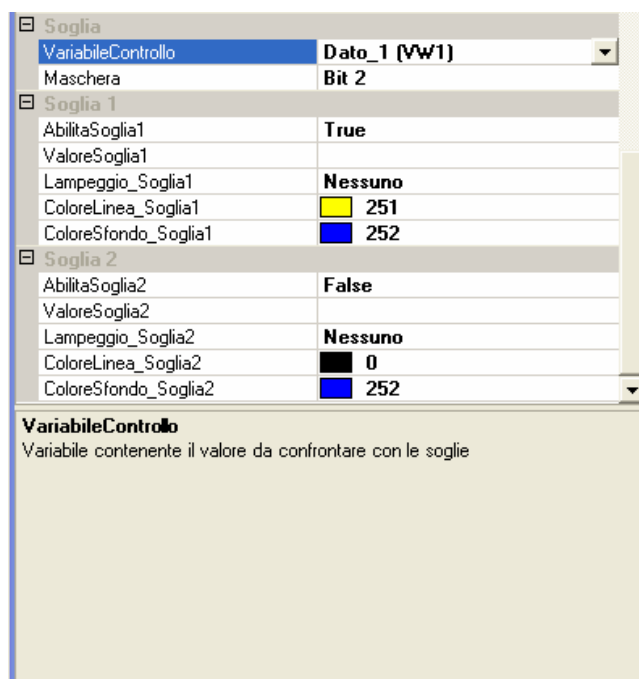 Soglia
VariabileControllo Dato_1 (VW1)
Maschera Bit 2
Soglia 1
AbilitaSoglia1 True
ValoreSoglia1
Lampeggio_Soglia1 Nessuno
ColoreLinea_Soglia1 251
ColoreSfondo_Soglia1 252
Soglia 2
AbilitaSoglia2 False
ValoreSoglia2
Lampeggio_Soglia2 Nessuno
ColoreLinea_Soglia2 0
ColoreSfondo_Soglia2 252
VariabileControllo
Variabile contenente il valore da confrontare con le soglie